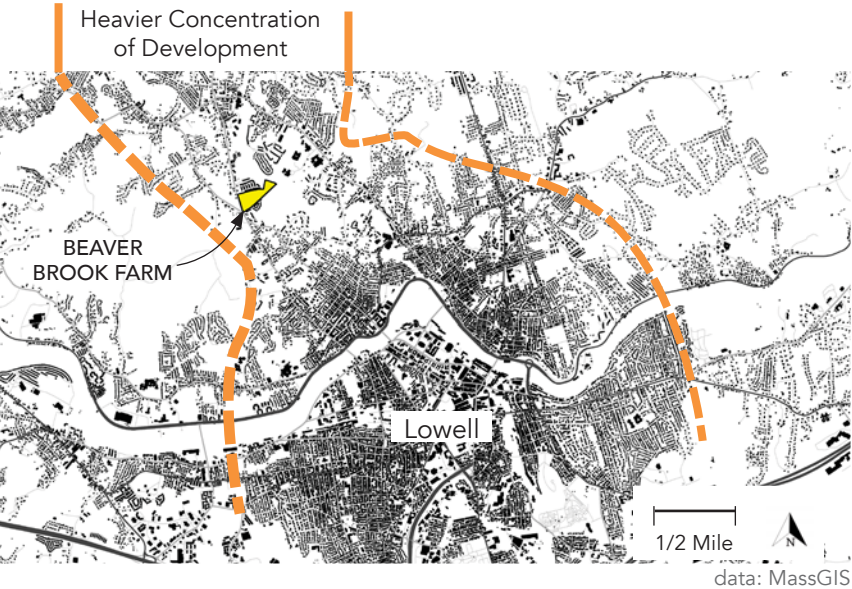 Heavier Concentration
of Development
BEAVER
BROOK FARM
Lowell
1/2 Mile
N
data: MassGIS